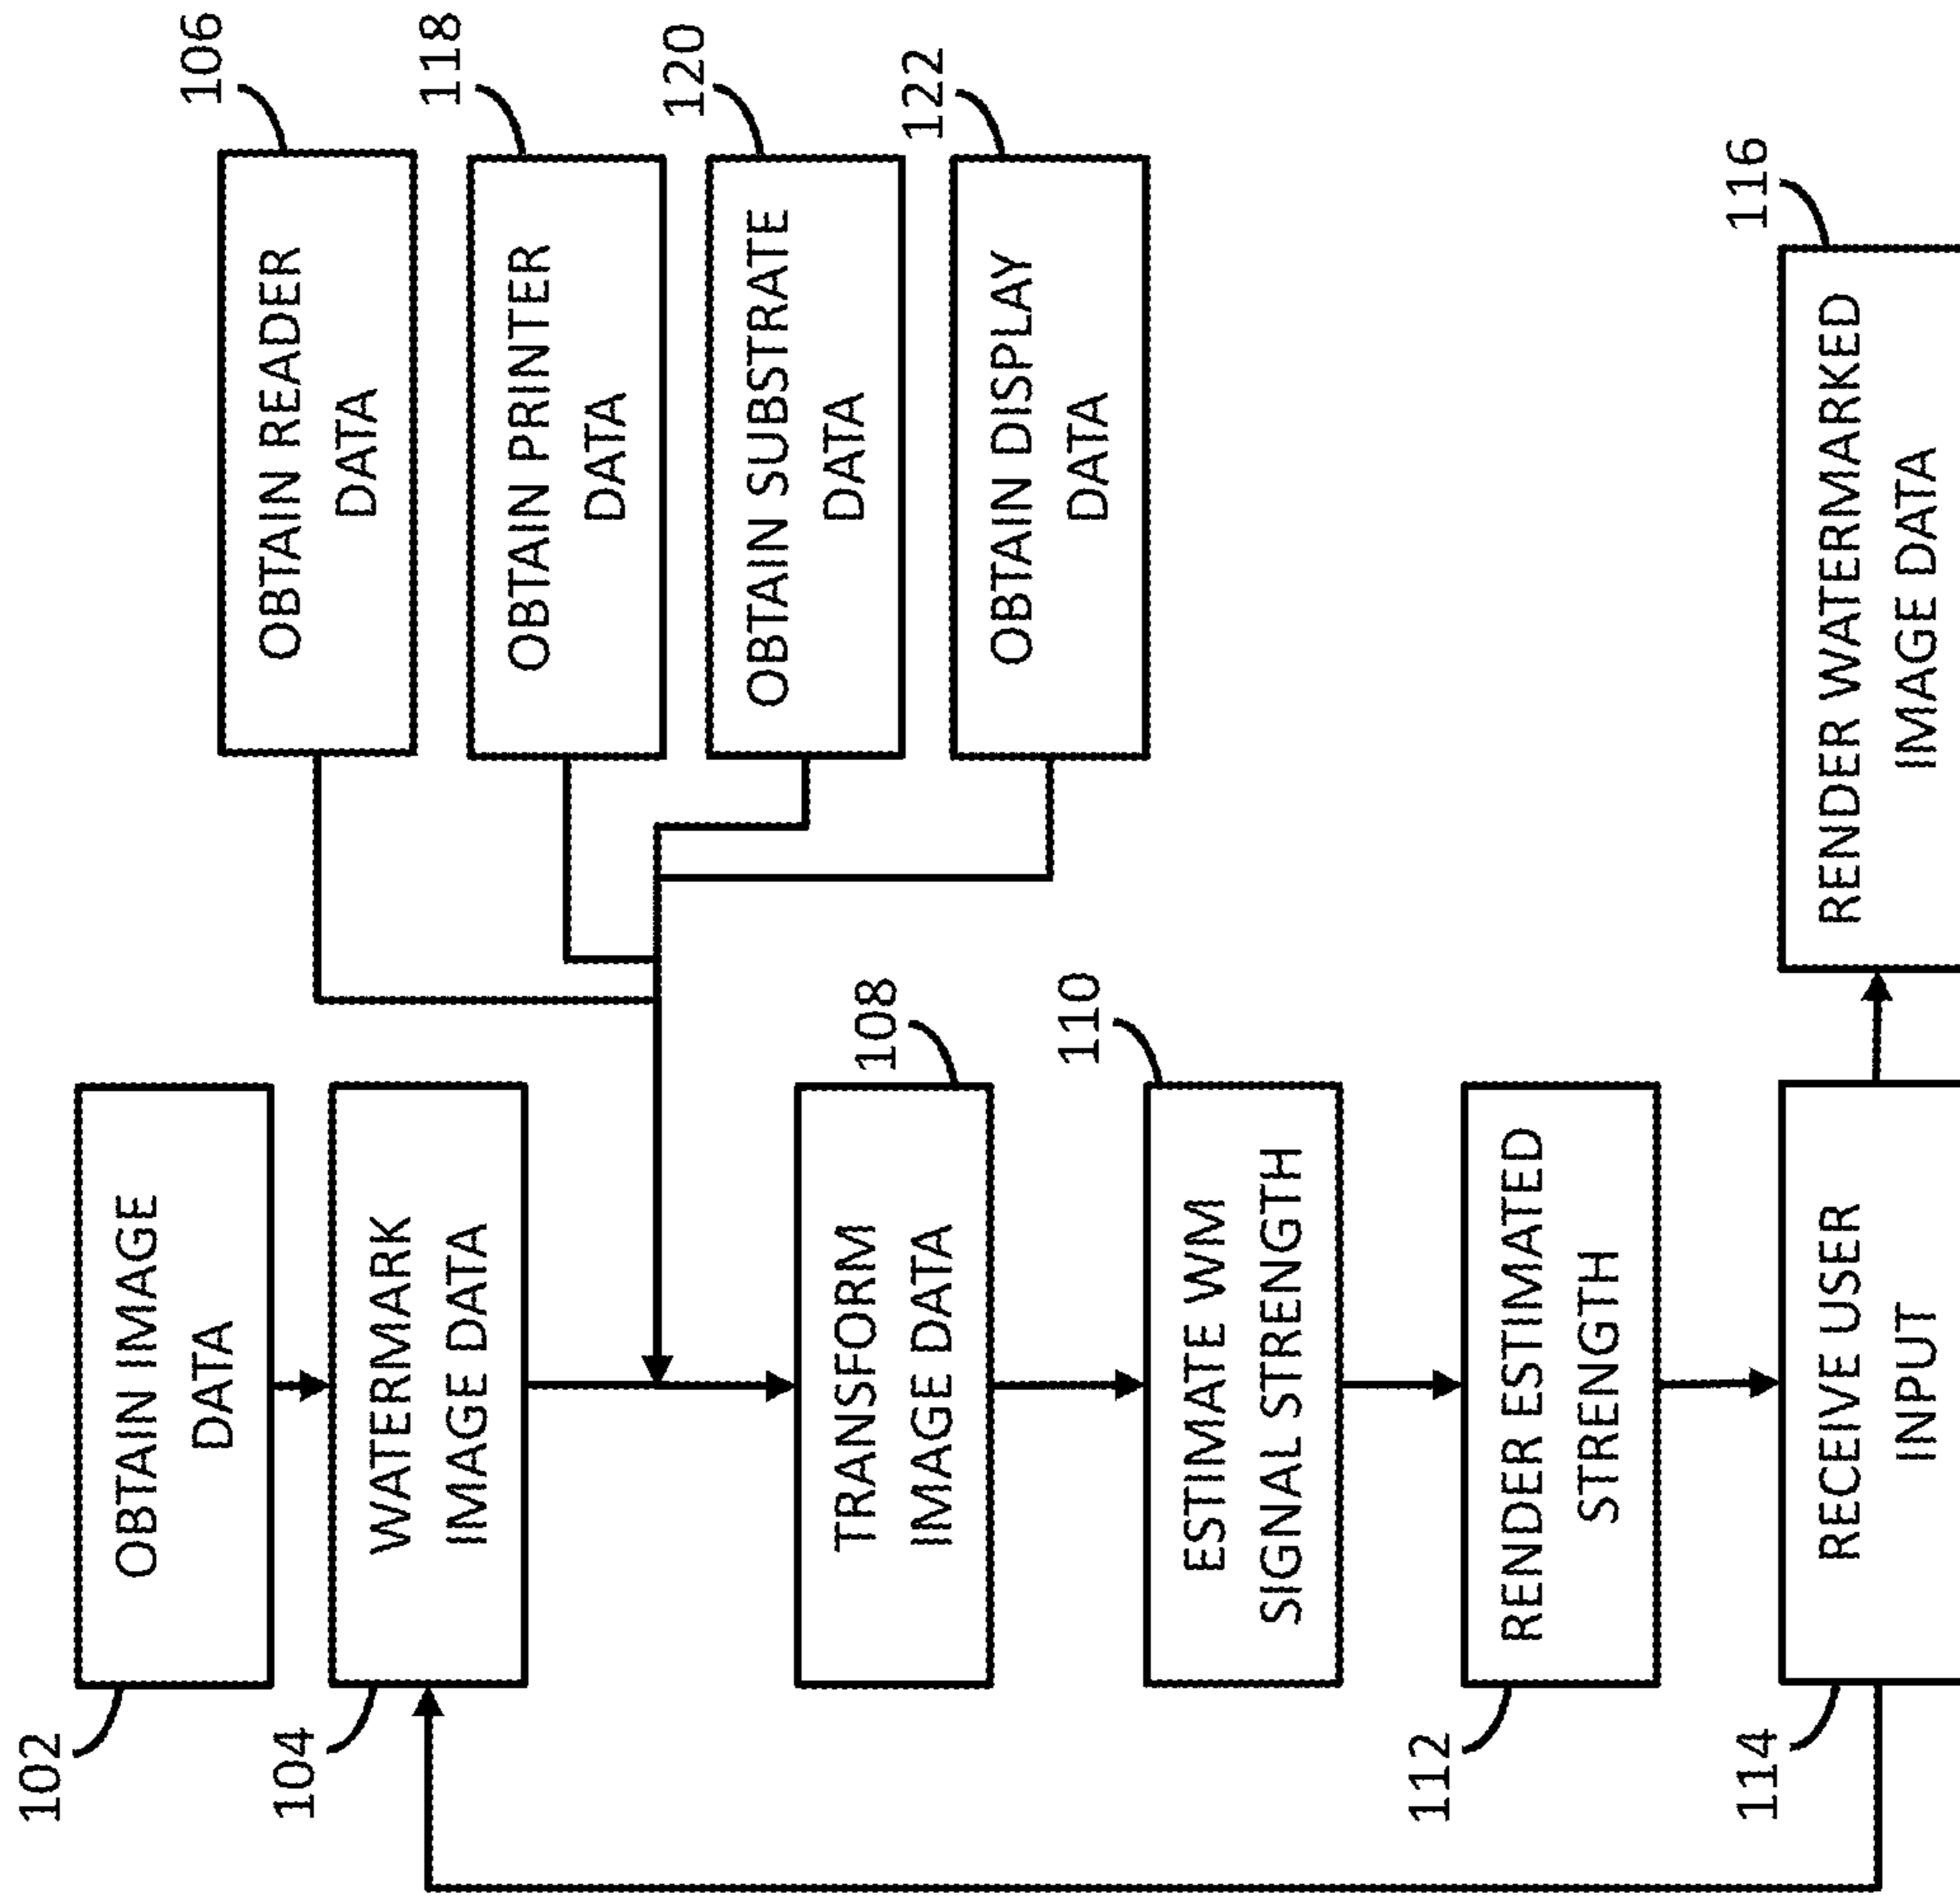 102
OBTAIN IMAGE
DATA
104
WATERMARK
IMAGE DATA
106
OBTAIN READER
DATA
118
OBTAIN PRINTER
DATA
120
OBTAIN SUBSTRATE
DATA
122
OBTAIN DISPLAY
DATA
108
TRANSFORM
IMAGE DATA
110
ESTIMATE WM
SIGNAL STRENGTH
112
RENDER ESTIMATED
STRENGTH
114
RECEIVE USER
INPUT
116
RENDER WATERMARKED
IMAGE DATA